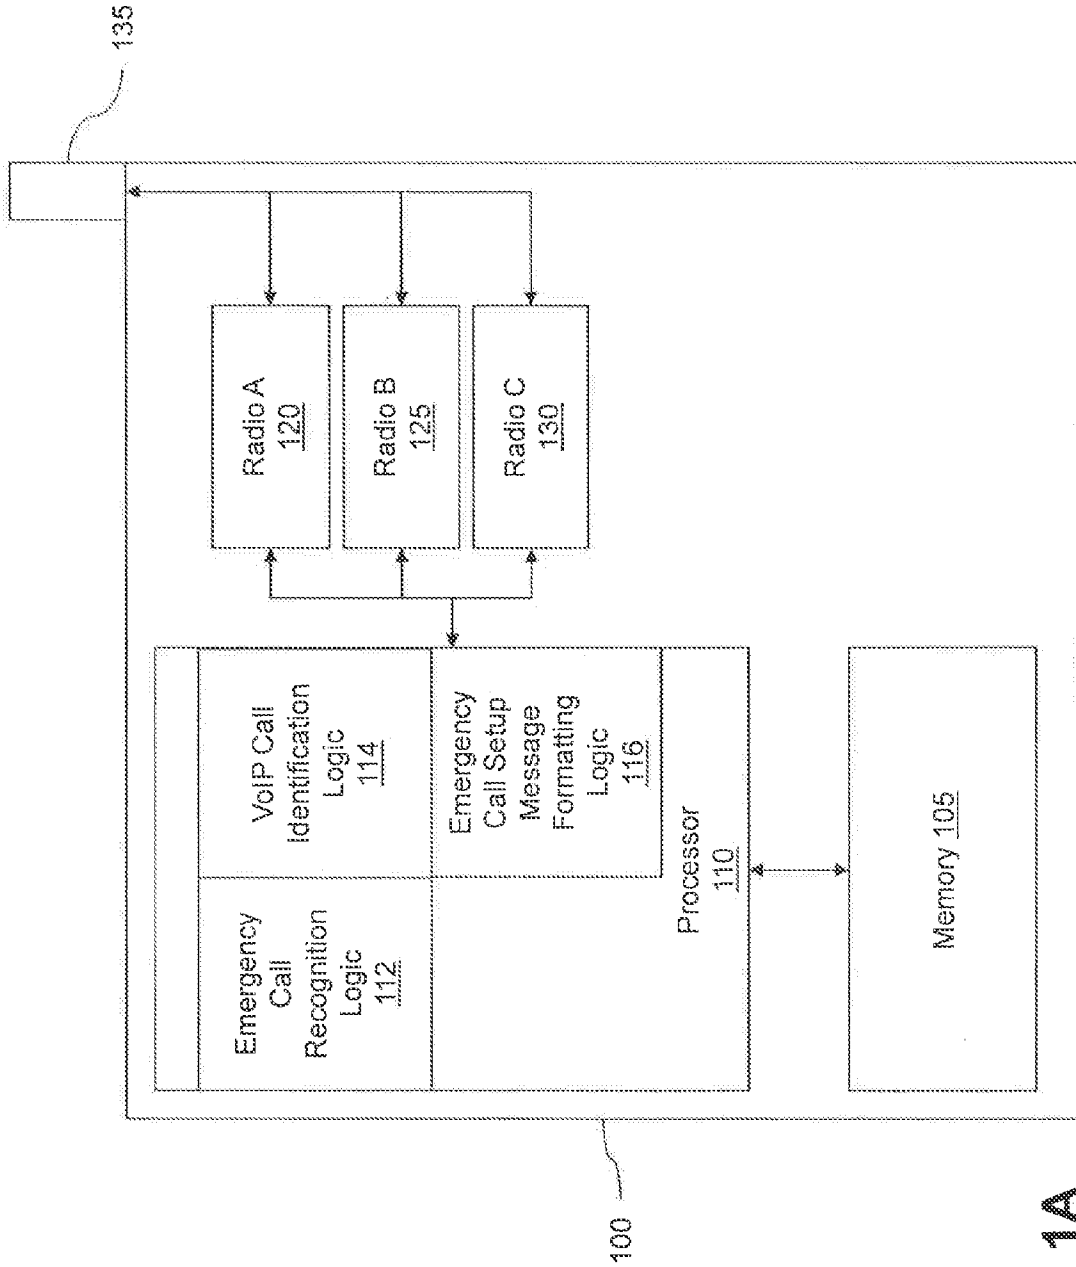 135
Radio A
120
Radio B
125
Radio C
130
Emergency
Call
Recognition
Logic
112
VoIP Call
Identification
Logic
114
Emergency
Call Setup
Message
Formatting
Logic
116
Processor
110
Memory 105
100
1A